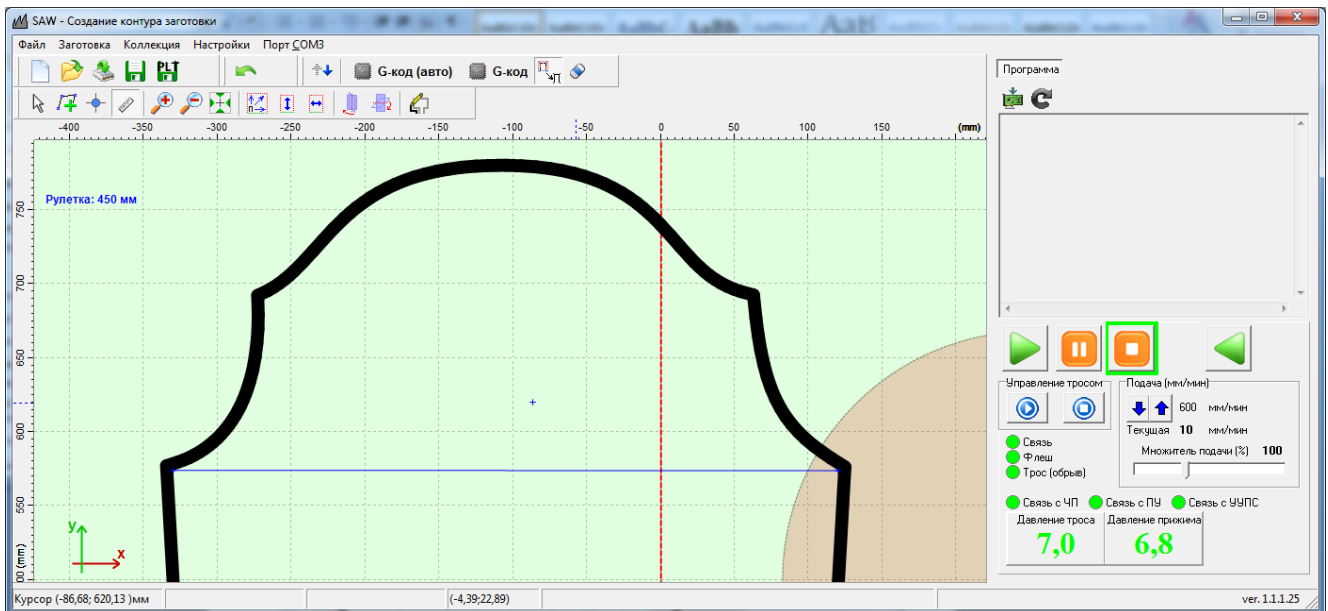 SAW - Создание контура заготовки
Файл Заготовка Коллекция Настройки Порт COM3
PLT G-код (авто) G-код
-400 -350 -300 -250 -200 -150 -100 -50 0 50 100 150 (mm)
Рулетка: 450 мм
750
700
650
600
550
(mm)
y
x
Программа
Управление тросом
Подача (мм/мин)
600 мм/мин
Текущая 10 мм/мин
Множитель подачи (%) 100
Связь
Флеш
Трос (обрыв)
Связь с ЧП Связь с ПУ Связь с УУПС
Давление троса Давление прижима
7,0 6,8
Курсор (-86,68; 620,13 )мм (-4,39;22,89) ver. 1.1.1.25